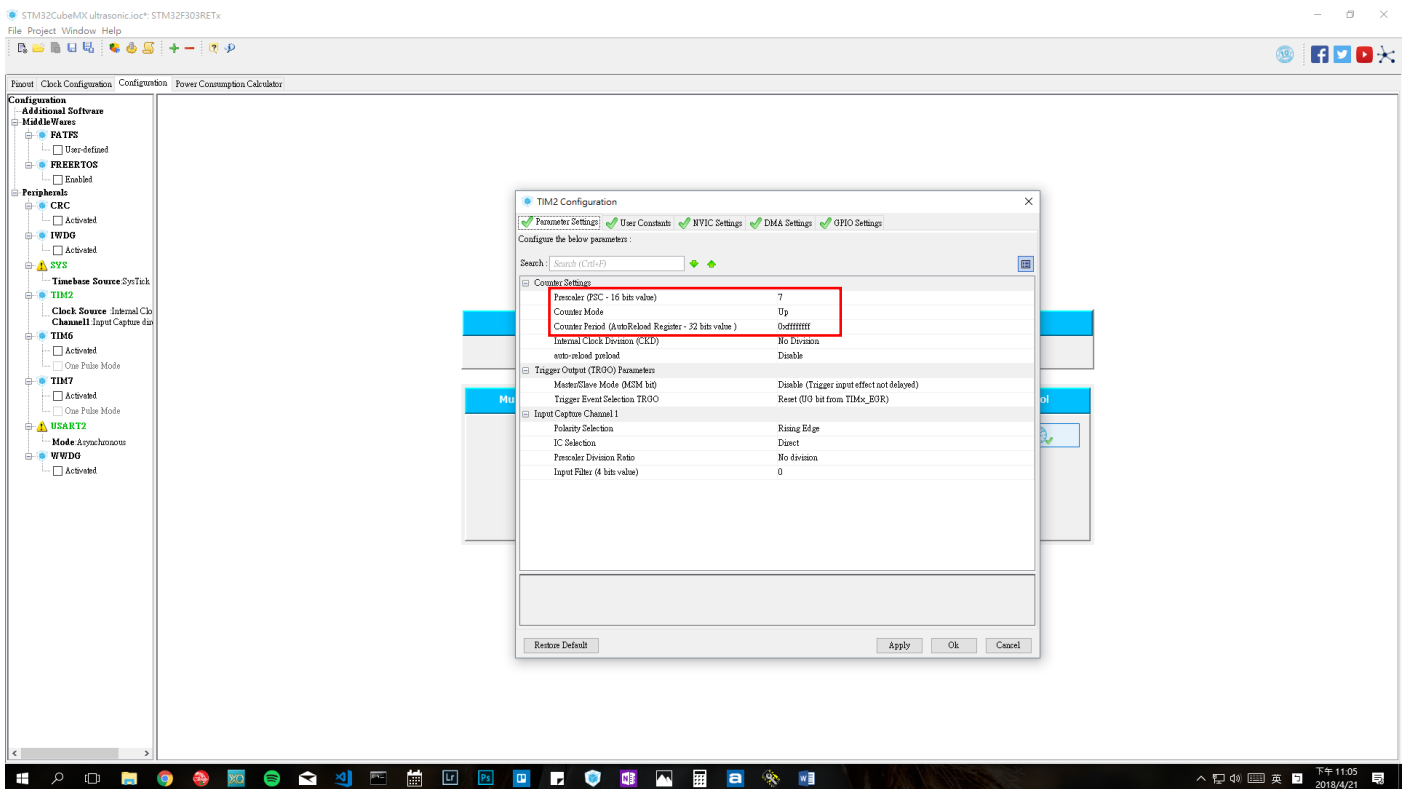 STM32CubeMX ultrasonic.ioc*: STM32F303RETx
File Project Window Help
Pinout Clock Configuration Configuration Power Consumption Calculator
Configuration
Additional Software
MiddleWares
FATFS
User-defined
FREERTOS
Enabled
Peripherals
CRC
Activated
IWDG
Activated
SYS
Timebase Source:SysTick
TIM2
Clock Source :Internal Clo
Channel1:Input Capture dir
TIM6
Activated
One Pulse Mode
TIM7
Activated
One Pulse Mode
USART2
Mode:Asynchronous
WWDG
Activated
Mu
ol
TIM2 Configuration
Parameter Settings User Constants NVIC Settings DMA Settings GPIO Settings
Configure the below parameters :
Search : Search (Crtl+F)
Counter Settings
Prescaler (PSC - 16 bits value) 7
Counter Mode Up
Counter Period (AutoReload Register - 32 bits value ) 0xffffffff
Internal Clock Division (CKD) No Division
auto-reload preload Disable
Trigger Output (TRGO) Parameters
Master/Slave Mode (MSM bit) Disable (Trigger input effect not delayed)
Trigger Event Selection TRGO Reset (UG bit from TIMx_EGR)
Input Capture Channel 1
Polarity Selection Rising Edge
IC Selection Direct
Prescaler Division Ratio No division
Input Filter (4 bits value) 0
Restore Default Apply Ok Cancel
XO Lr Ps N a W
英
下午 11:05
2018/4/21